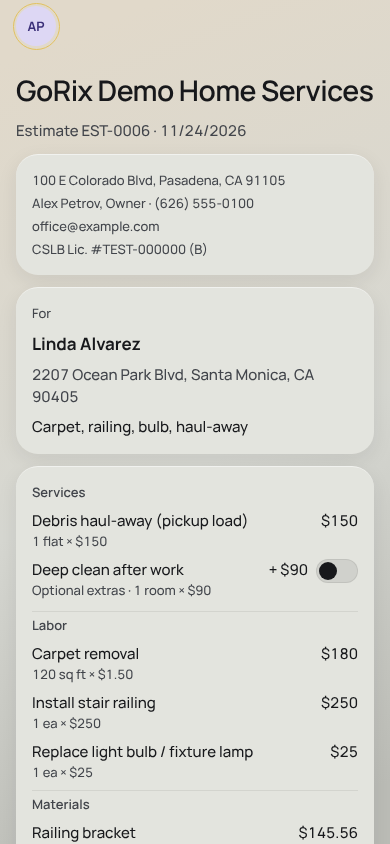 AP
GoRix Demo Home Services
Estimate EST-0006 · 11/24/2026
100 E Colorado Blvd, Pasadena, CA 91105
Alex Petrov, Owner · (626) 555-0100
office@example.com
CSLB Lic. #TEST-000000 (B)
For
Linda Alvarez
2207 Ocean Park Blvd, Santa Monica, CA
90405
Carpet, railing, bulb, haul-away
Services
Debris haul-away (pickup load) $150
1 flat × $150
Deep clean after work + $90
Optional extras · 1 room × $90
Labor
Carpet removal $180
120 sq ft × $1.50
Install stair railing $250
1 ea × $250
Replace light bulb / fixture lamp $25
1 ea × $25
Materials
Railing bracket $145.56